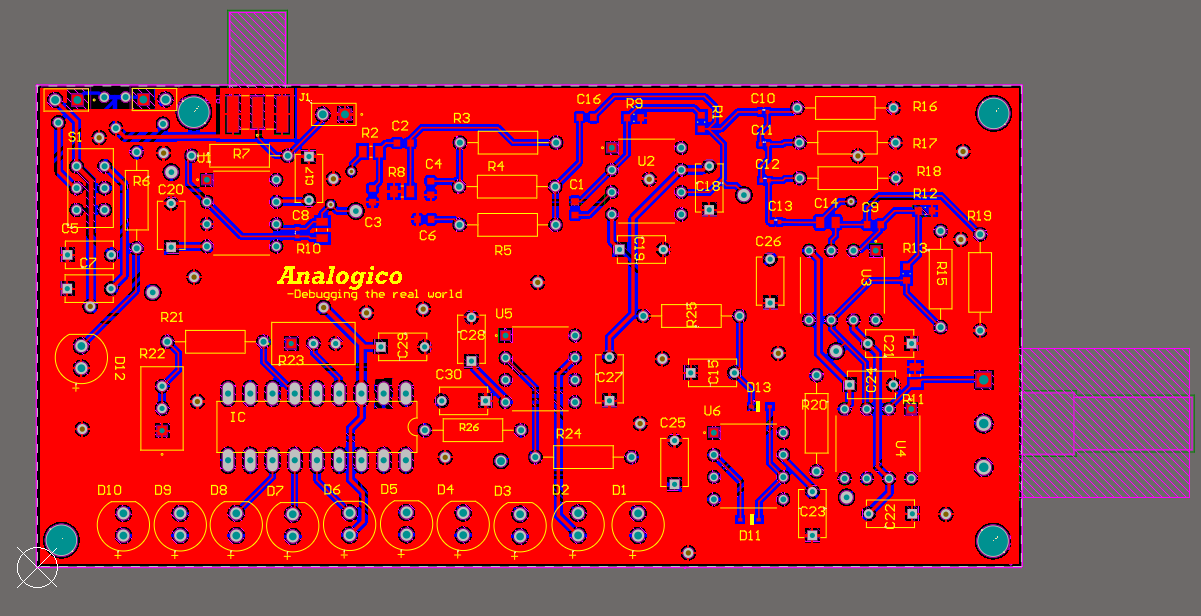 J1
C16
R9
R1
C10
R16
S1
R2
C2
R3
C11
R17
U1
R7
C17
R8
C4
R4
U2
C12
R18
R6
C20
C1
C18
R12
C5
C8
C3
C6
C13
C14
C9
R19
R10
R5
C19
C26
R13
C7
U3
R15
Analogico
-Debugging the real world
R21
U5
R25
R22
R23
C29
C28
C21
D12
C30
C27
C15
C24
D13
R11
IC
R26
R24
U6
R20
C25
U4
D10
D9
D8
D7
D6
D5
D4
D3
D2
D1
C23
C22
D11